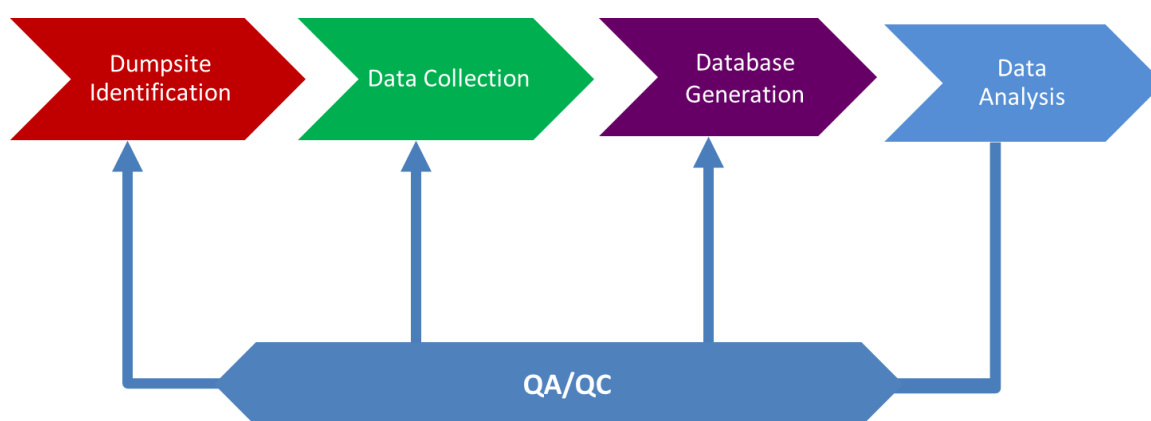 Dumpsite
Identification
Data Collection
Database
Generation
Data
Analysis
QA/QC